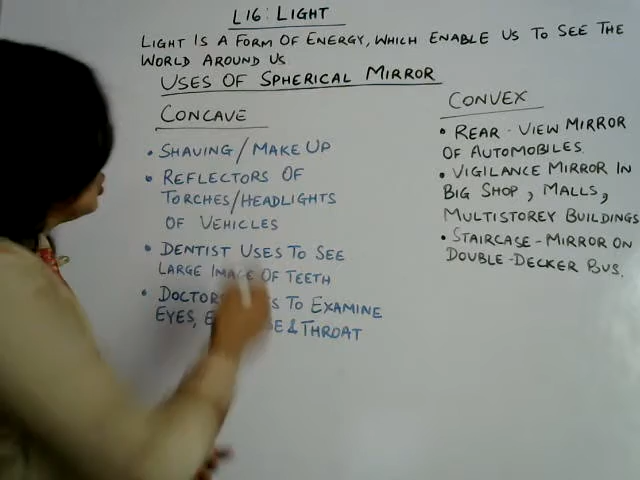 L16: LIGHT
LIGHT IS A FORM OF ENERGY, WHICH ENABLE US TO SEE THE
WORLD AROUND US
USES OF SPHERICAL MIRROR
CONCAVE
• SHAVING / MAKE UP
• REFLECTORS OF
TORCHES/HEADLIGHTS
OF VEHICLES
• DENTIST USES TO SEE
LARGE IMAGE OF TEETH
• DOCTORS TO EXAMINE
EYES, & THROAT
CONVEX
• REAR-VIEW MIRROR
OF AUTOMOBILES.
• VIGILANCE MIRROR IN
BIG SHOP, MALLS,
MULTISTOREY BUILDINGS
• STAIRCASE-MIRROR ON
DOUBLE-DECKER BUS.